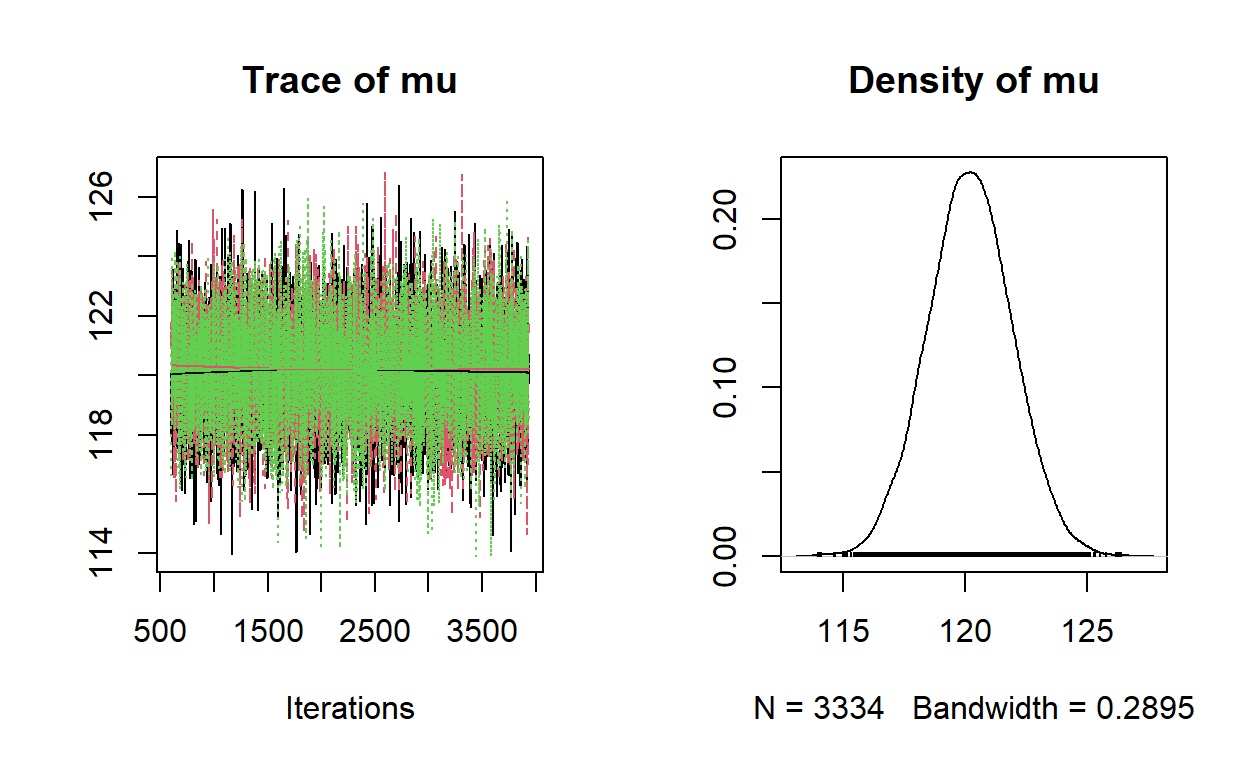 Trace of mu
126
122
118
114
500 1500 2500 3500
Iterations
Density of mu
0.20
0.10
0.00
115 120 125
N = 3334 Bandwidth = 0.2895